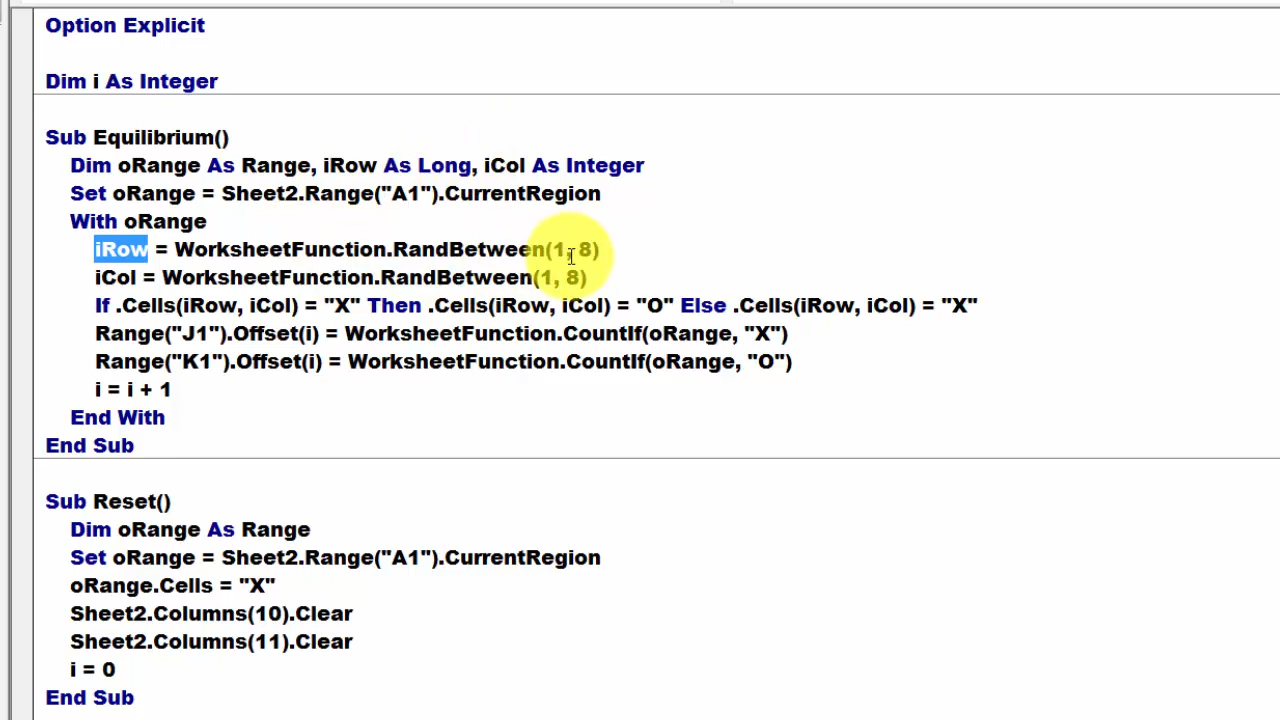 Option Explicit
Dim i As Integer
Sub Equilibrium()
Dim oRange As Range, iRow As Long, iCol As Integer
Set oRange = Sheet2.Range("A1").CurrentRegion
With oRange
iRow = WorksheetFunction.RandBetween(1, 8)
iCol = WorksheetFunction.RandBetween(1, 8)
If .Cells(iRow, iCol) = "X" Then .Cells(iRow, iCol) = "O" Else .Cells(iRow, iCol) = "X"
Range("J1").Offset(i) = WorksheetFunction.CountIf(oRange, "X")
Range("K1").Offset(i) = WorksheetFunction.CountIf(oRange, "O")
i = i + 1
End With
End Sub
Sub Reset()
Dim oRange As Range
Set oRange = Sheet2.Range("A1").CurrentRegion
oRange.Cells = "X"
Sheet2.Columns(10).Clear
Sheet2.Columns(11).Clear
i = 0
End Sub